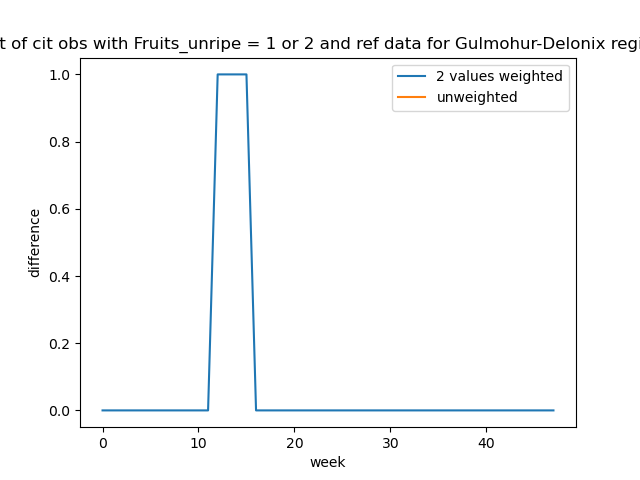 t of cit obs with Fruits_unripe = 1 or 2 and ref data for Gulmohur-Delonix regi
2 values weighted
unweighted
1.0
0.8
0.6
0.4
0.2
0.0
difference
0 10 20 30 40
week